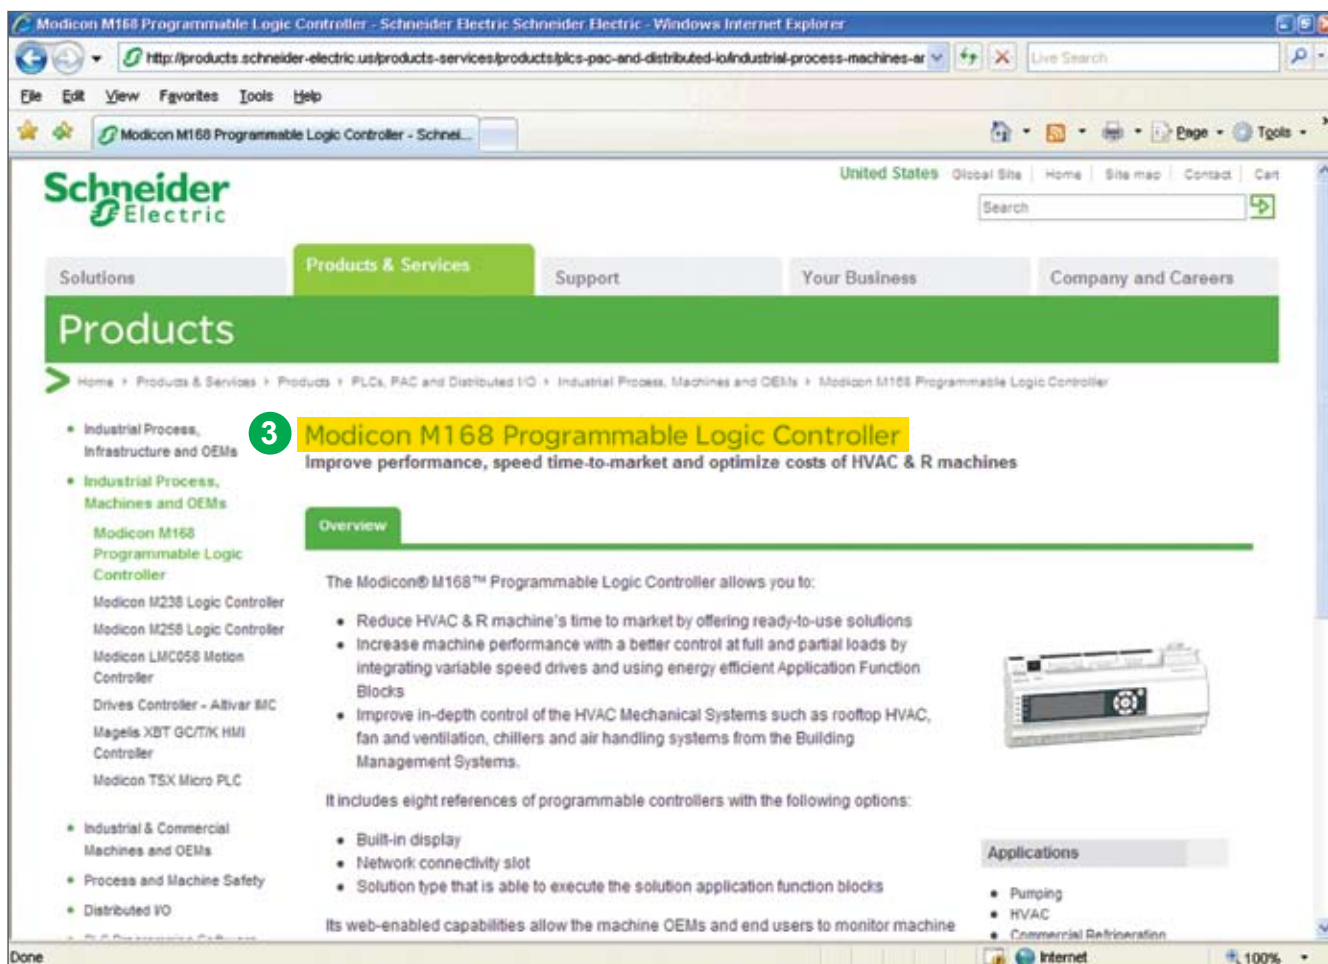 Modicon M168 Programmable Logic Controller - Schneider Electric Schneider Electric - Windows Internet Explorer
http://products.schneider-electric.us/products-services/products/plcs-pac-and-distributed-io/industrial-process-machines-ar
Live Search
File Edit View Favorites Tools Help
Modicon M168 Programmable Logic Controller - Schnei...
Page Tools
Schneider
Electric
United States Global Site Home Site map Contact Cart
Search
Solutions
Products & Services
Support
Your Business
Company and Careers
Products
Home Products & Services Products PLCs, PAC and Distributed I/O Industrial Process, Machines and OEMs Modicon M168 Programmable Logic Controller
• Industrial Process,
Infrastructure and OEMs
• Industrial Process,
Machines and OEMs
Modicon M168
Programmable Logic
Controller
Modicon M238 Logic Controller
Modicon M258 Logic Controller
Modicon LMC058 Motion
Controller
Drives Controller - Altivar IMC
Magelis XBT GC/T/K HMI
Controller
Modicon TSX Micro PLC
• Industrial & Commercial
Machines and OEMs
• Process and Machine Safety
• Distributed I/O
3 Modicon M168 Programmable Logic Controller
Improve performance, speed time-to-market and optimize costs of HVAC & R machines
Overview
The Modicon® M168™ Programmable Logic Controller allows you to:
• Reduce HVAC & R machine's time to market by offering ready-to-use solutions
• Increase machine performance with a better control at full and partial loads by
integrating variable speed drives and using energy efficient Application Function
Blocks
• Improve in-depth control of the HVAC Mechanical Systems such as rooftop HVAC,
fan and ventilation, chillers and air handling systems from the Building
Management Systems.
It includes eight references of programmable controllers with the following options:
• Built-in display
• Network connectivity slot
• Solution type that is able to execute the solution application function blocks
Its web-enabled capabilities allow the machine OEMs and end users to monitor machine
Applications
• Pumping
• HVAC
• Commercial Refrigeration
Done
Internet
100%